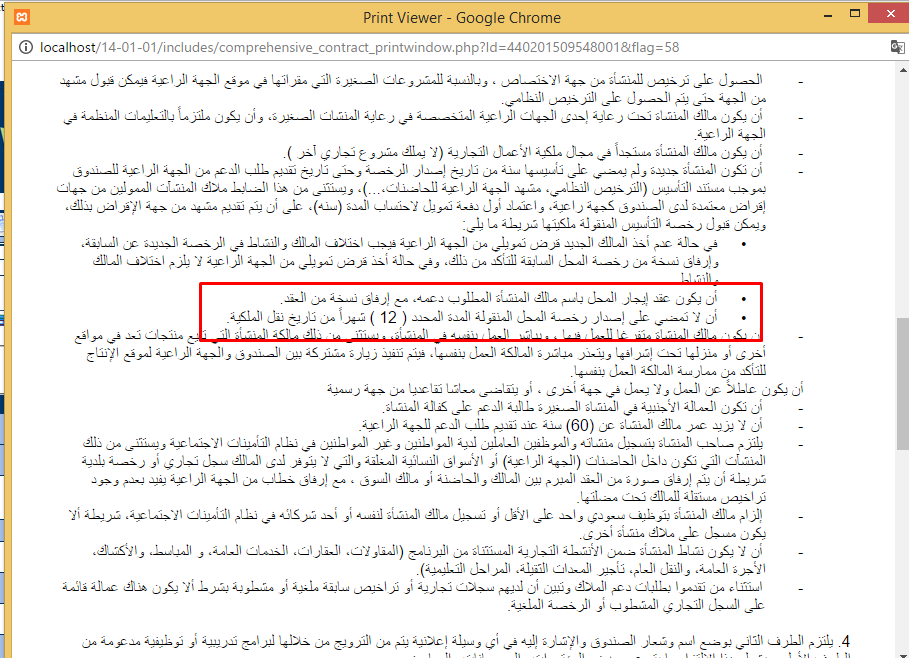 Print Viewer - Google Chrome
localhost/14-01-01/includes/comprehensive_contract_printwindow.php?Id=440201509548001&flag=58
- الحصول على ترخيص للمنشأة من جهة الاختصاص ، وبالنسبة للمشروعات الصغيرة التي مقراتها في موقع الجهة الراعية فيمكن قبول مشهد
من الجهة حتى يتم الحصول على الترخيص النظامي.
- أن يكون مالك المنشاة تحت رعاية إحدى الجهات الراعية المتخصصة في رعاية المنشات الصغيرة، وأن يكون ملتزماً بالتعليمات المنظمة في
الجهة الراعية.
- أن يكون مالك المنشأة مستجداً في مجال ملكية الأعمال التجارية (لا يملك مشروع تجاري آخر ).
- أن تكون المنشأة جديدة ولم يمضي على تأسيسها سنة من تاريخ إصدار الرخصة وحتى تاريخ تقديم طلب الدعم من الجهة الراعية للصندوق
بموجب مستند التأسيس (الترخيص النظامي، مشهد الجهة الراعية للحاضنات،...)، ويستثنى من هذا الضابط ملاك المنشآت الممولين من جهات
إقراض معتمدة لدى الصندوق كجهة راعية، واعتماد أول دفعة تمويل لاحتساب المدة (سنه)، على أن يتم تقديم مشهد من جهة الإقراض بذلك،
ويمكن قبول رخصة التأسيس المنقولة ملكيتها شريطة ما يلي:
• في حالة عدم أخذ المالك الجديد قرض تمويلي من الجهة الراعية فيجب اختلاف المالك والنشاط في الرخصة الجديدة عن السابقة،
وإرفاق نسخة من رخصة المحل السابقة للتأكد من ذلك، وفي حالة أخذ قرض تمويلي من الجهة الراعية لا يلزم اختلاف المالك
والنشاط
• أن يكون عقد إيجار المحل باسم مالك المنشأة المطلوب دعمه، مع إرفاق نسخة من العقد.
• أن لا تمضي على إصدار رخصة المحل المنقولة المدة المحدد ( 12 ) شهراً من تاريخ نقل الملكية.
- أن يكون مالك المنشأة متفرغا للعمل فيها ، ويباشر العمل بنفسه في المنشأة، ويستثنى من ذلك مالكة المنشأة التي تبيع منتجات تعد في مواقع
أخرى أو منزلها تحت إشرافها ويتعذر مباشرة المالكة العمل بنفسها، فيتم تنفيذ زيارة مشتركة بين الصندوق والجهة الراعية لموقع الإنتاج
للتأكد من ممارسة المالكة العمل بنفسها.
أن يكون عاطلاً عن العمل ولا يعمل في جهة أخرى ، أو يتقاضى معاشا تقاعديا من جهة رسمية
- أن تكون العمالة الأجنبية في المنشاة الصغيرة طالبة الدعم على كفالة المنشاة.
- أن لا يزيد عمر مالك المنشاة عن (60) سنة عند تقديم طلب الدعم للجهة الراعية.
- يلتزم صاحب المنشاة بتسجيل منشاته والموظفين العاملين لدية المواطنين وغير المواطنين في نظام التأمينات الاجتماعية ويستثنى من ذلك
المنشآت التي تكون داخل الحاضنات (الجهة الراعية) أو الأسواق النسائية المغلقة والتي لا يتوفر لدى المالك سجل تجاري أو رخصة بلدية
شريطة أن يتم إرفاق صورة من العقد المبرم بين المالك والحاضنة أو مالك السوق ، مع إرفاق خطاب من الجهة الراعية يفيد بعدم وجود
تراخيص مستقلة للمالك تحت مضلتها.
- إلزام مالك المنشأة بتوظيف سعودي واحد على الأقل أو تسجيل مالك المنشأة لنفسه أو أحد شركائه في نظام التأمينات الاجتماعية، شريطة ألا
يكون مسجل على ملاك منشأة أخرى.
- أن لا يكون نشاط المنشأة ضمن الأنشطة التجارية المستثناة من البرنامج (المقاولات، العقارات، الخدمات العامة، و المباسط، والأكشاك،
الأجرة العامة، والنقل العام، تأجير المعدات الثقيلة، المراحل التعليمية).
- استثناء من تقدموا بطلبات دعم الملاك وتبين أن لديهم سجلات تجارية أو تراخيص سابقة ملغية أو مشطوبة بشرط ألا يكون هناك عمالة قائمة
على السجل التجاري المشطوب أو الرخصة الملغية.
4. يلتزم الطرف الثاني بوضع اسم وشعار الصندوق والإشارة إليه في أي وسيلة إعلانية يتم من الترويج من خلالها لبرامج تدريبية أو توظيفية مدعومة من